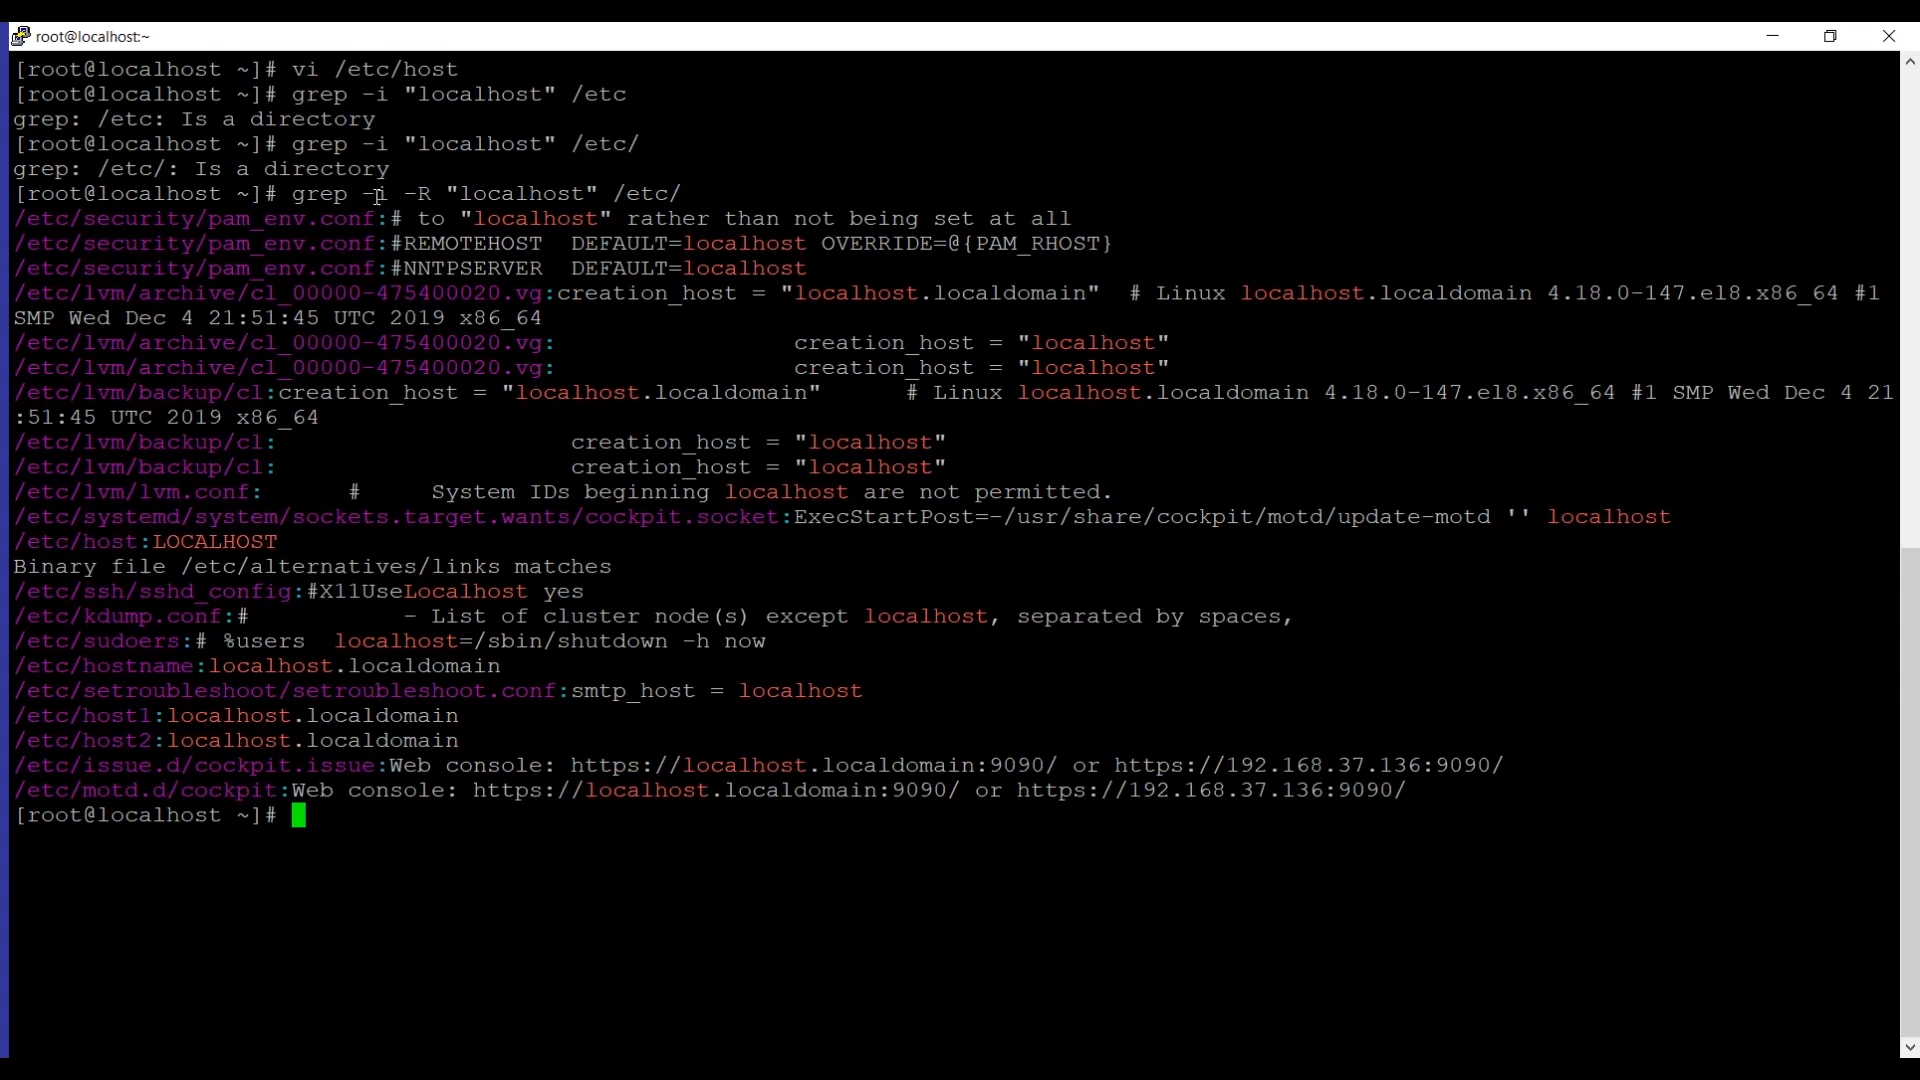 root@localhost:~
[root@localhost ~]# vi /etc/host
[root@localhost ~]# grep -i "localhost" /etc
grep: /etc: Is a directory
[root@localhost ~]# grep -i "localhost" /etc/
grep: /etc/: Is a directory
[root@localhost ~]# grep -i -R "localhost" /etc/
/etc/security/pam_env.conf:# to "localhost" rather than not being set at all
/etc/security/pam_env.conf:#REMOTEHOST  DEFAULT=localhost OVERRIDE=@{PAM_RHOST}
/etc/security/pam_env.conf:#NNTPSERVER  DEFAULT=localhost
/etc/lvm/archive/cl_00000-475400020.vg:creation_host = "localhost.localdomain"  # Linux localhost.localdomain 4.18.0-147.el8.x86_64 #1
SMP Wed Dec 4 21:51:45 UTC 2019 x86_64
/etc/lvm/archive/cl_00000-475400020.vg:                 creation_host = "localhost"
/etc/lvm/archive/cl_00000-475400020.vg:                 creation_host = "localhost"
/etc/lvm/backup/cl:creation_host = "localhost.localdomain"      # Linux localhost.localdomain 4.18.0-147.el8.x86_64 #1 SMP Wed Dec 4 21
:51:45 UTC 2019 x86_64
/etc/lvm/backup/cl:                     creation_host = "localhost"
/etc/lvm/backup/cl:                     creation_host = "localhost"
/etc/lvm/lvm.conf:      #     System IDs beginning localhost are not permitted.
/etc/systemd/system/sockets.target.wants/cockpit.socket:ExecStartPost=-/usr/share/cockpit/motd/update-motd '' localhost
/etc/host:LOCALHOST
Binary file /etc/alternatives/links matches
/etc/ssh/sshd_config:#X11UseLocalhost yes
/etc/kdump.conf:#           - List of cluster node(s) except localhost, separated by spaces,
/etc/sudoers:# %users  localhost=/sbin/shutdown -h now
/etc/hostname:localhost.localdomain
/etc/setroubleshoot/setroubleshoot.conf:smtp_host = localhost
/etc/host1:localhost.localdomain
/etc/host2:localhost.localdomain
/etc/issue.d/cockpit.issue:Web console: https://localhost.localdomain:9090/ or https://192.168.37.136:9090/
/etc/motd.d/cockpit:Web console: https://localhost.localdomain:9090/ or https://192.168.37.136:9090/
[root@localhost ~]#